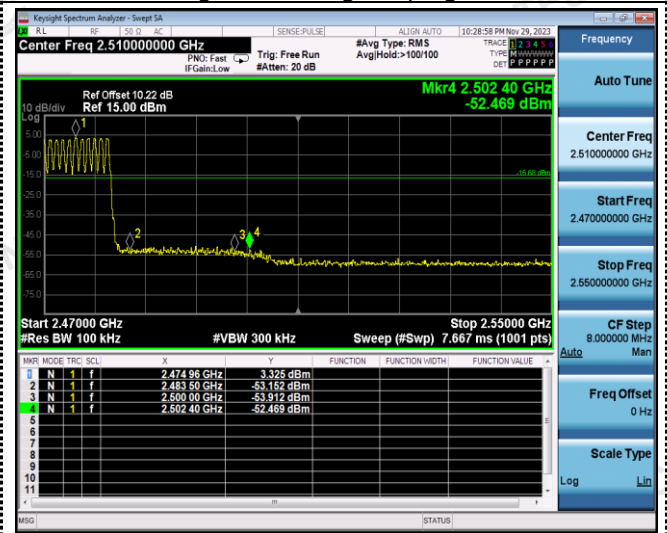 Keysight Spectrum Analyzer - Swept SA
RL RF 50 Ω AC SENSE:PULSE ALIGN AUTO 10:28:58 PM Nov 29, 2023
Center Freq 2.510000000 GHz #Avg Type: RMS TRACE 1 2 3 4 5 6
PNO: Fast Trig: Free Run Avg|Hold:>100/100 TYPE M WWWWW
IFGain:Low #Atten: 20 dB DET P P P P P P
Mkr4 2.502 40 GHz
Ref Offset 10.22 dB
10 dB/div Ref 15.00 dBm -52.469 dBm
Log
5.00
-5.00
-15.0
-25.0
-35.0
-45.0
-55.0
-65.0
-75.0
1
2
3
4
-16.68 dBm
Start 2.47000 GHz Stop 2.55000 GHz
#Res BW 100 kHz #VBW 300 kHz Sweep (#Swp) 7.667 ms (1001 pts)
MKR MODE TRC SCL X Y FUNCTION FUNCTION WIDTH FUNCTION VALUE
1 N 1 f 2.474 96 GHz 3.325 dBm
2 N 1 f 2.483 50 GHz -53.152 dBm
3 N 1 f 2.500 00 GHz -53.912 dBm
4 N 1 f 2.502 40 GHz -52.469 dBm
5
6
7
8
9
10
11
MSG STATUS
Frequency
Auto Tune
Center Freq
2.510000000 GHz
Start Freq
2.470000000 GHz
Stop Freq
2.550000000 GHz
CF Step
8.000000 MHz
Auto Man
Freq Offset
0 Hz
Scale Type
Log Lin